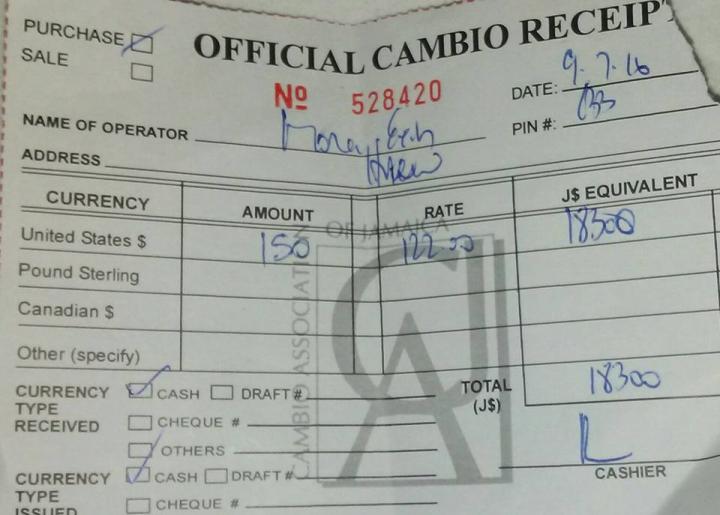 PURCHASE
SALE
OFFICIAL CAMBIO RECEIPT
Nº 528420
DATE: 9.7.16
PIN #:
NAME OF OPERATOR
ADDRESS
CURRENCY AMOUNT RATE J$ EQUIVALENT
United States $ 150 122.00 18300
Pound Sterling
Canadian $
Other (specify)
CAMBIO ASSOCIATION OF JAMAICA
CURRENCY TYPE RECEIVED
CASH DRAFT #
CHEQUE #
OTHERS
TOTAL (J$) 18300
CASHIER
CURRENCY TYPE ISSUED
CASH DRAFT #
CHEQUE #